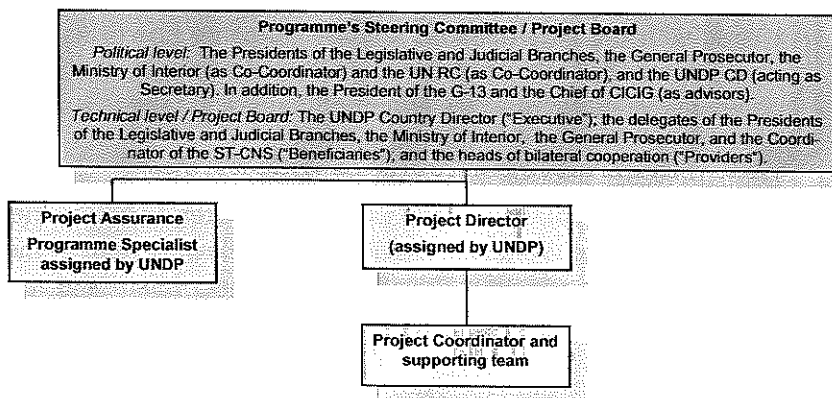 Programme's Steering Committee / Project Board
Political level: The Presidents of the Legislative and Judicial Branches, the General Prosecutor, the
Ministry of Interior (as Co-Coordinator) and the UN RC (as Co-Coordinator), and the UNDP CD (acting as
Secretary). In addition, the President of the G-13 and the Chief of CICIG (as advisors).
Technical level / Project Board: The UNDP Country Director ("Executive"); the delegates of the Presidents
of the Legislative and Judicial Branches, the Ministry of Interior, the General Prosecutor, and the Coordi-
nator of the ST-CNS ("Beneficiaries"), and the heads of bilateral cooperation ("Providers").
Project Assurance
Programme Specialist
assigned by UNDP
Project Director
(assigned by UNDP)
Project Coordinator and
supporting team